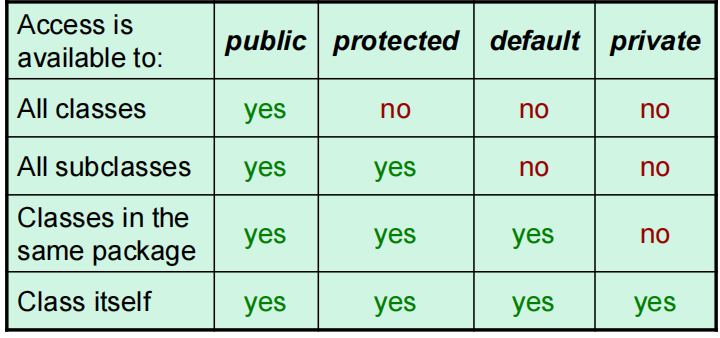 Access is
available to:
public protected default private
All classes yes no no no
All subclasses yes yes no no
Classes in the
same package
yes yes yes no
Class itself yes yes yes yes